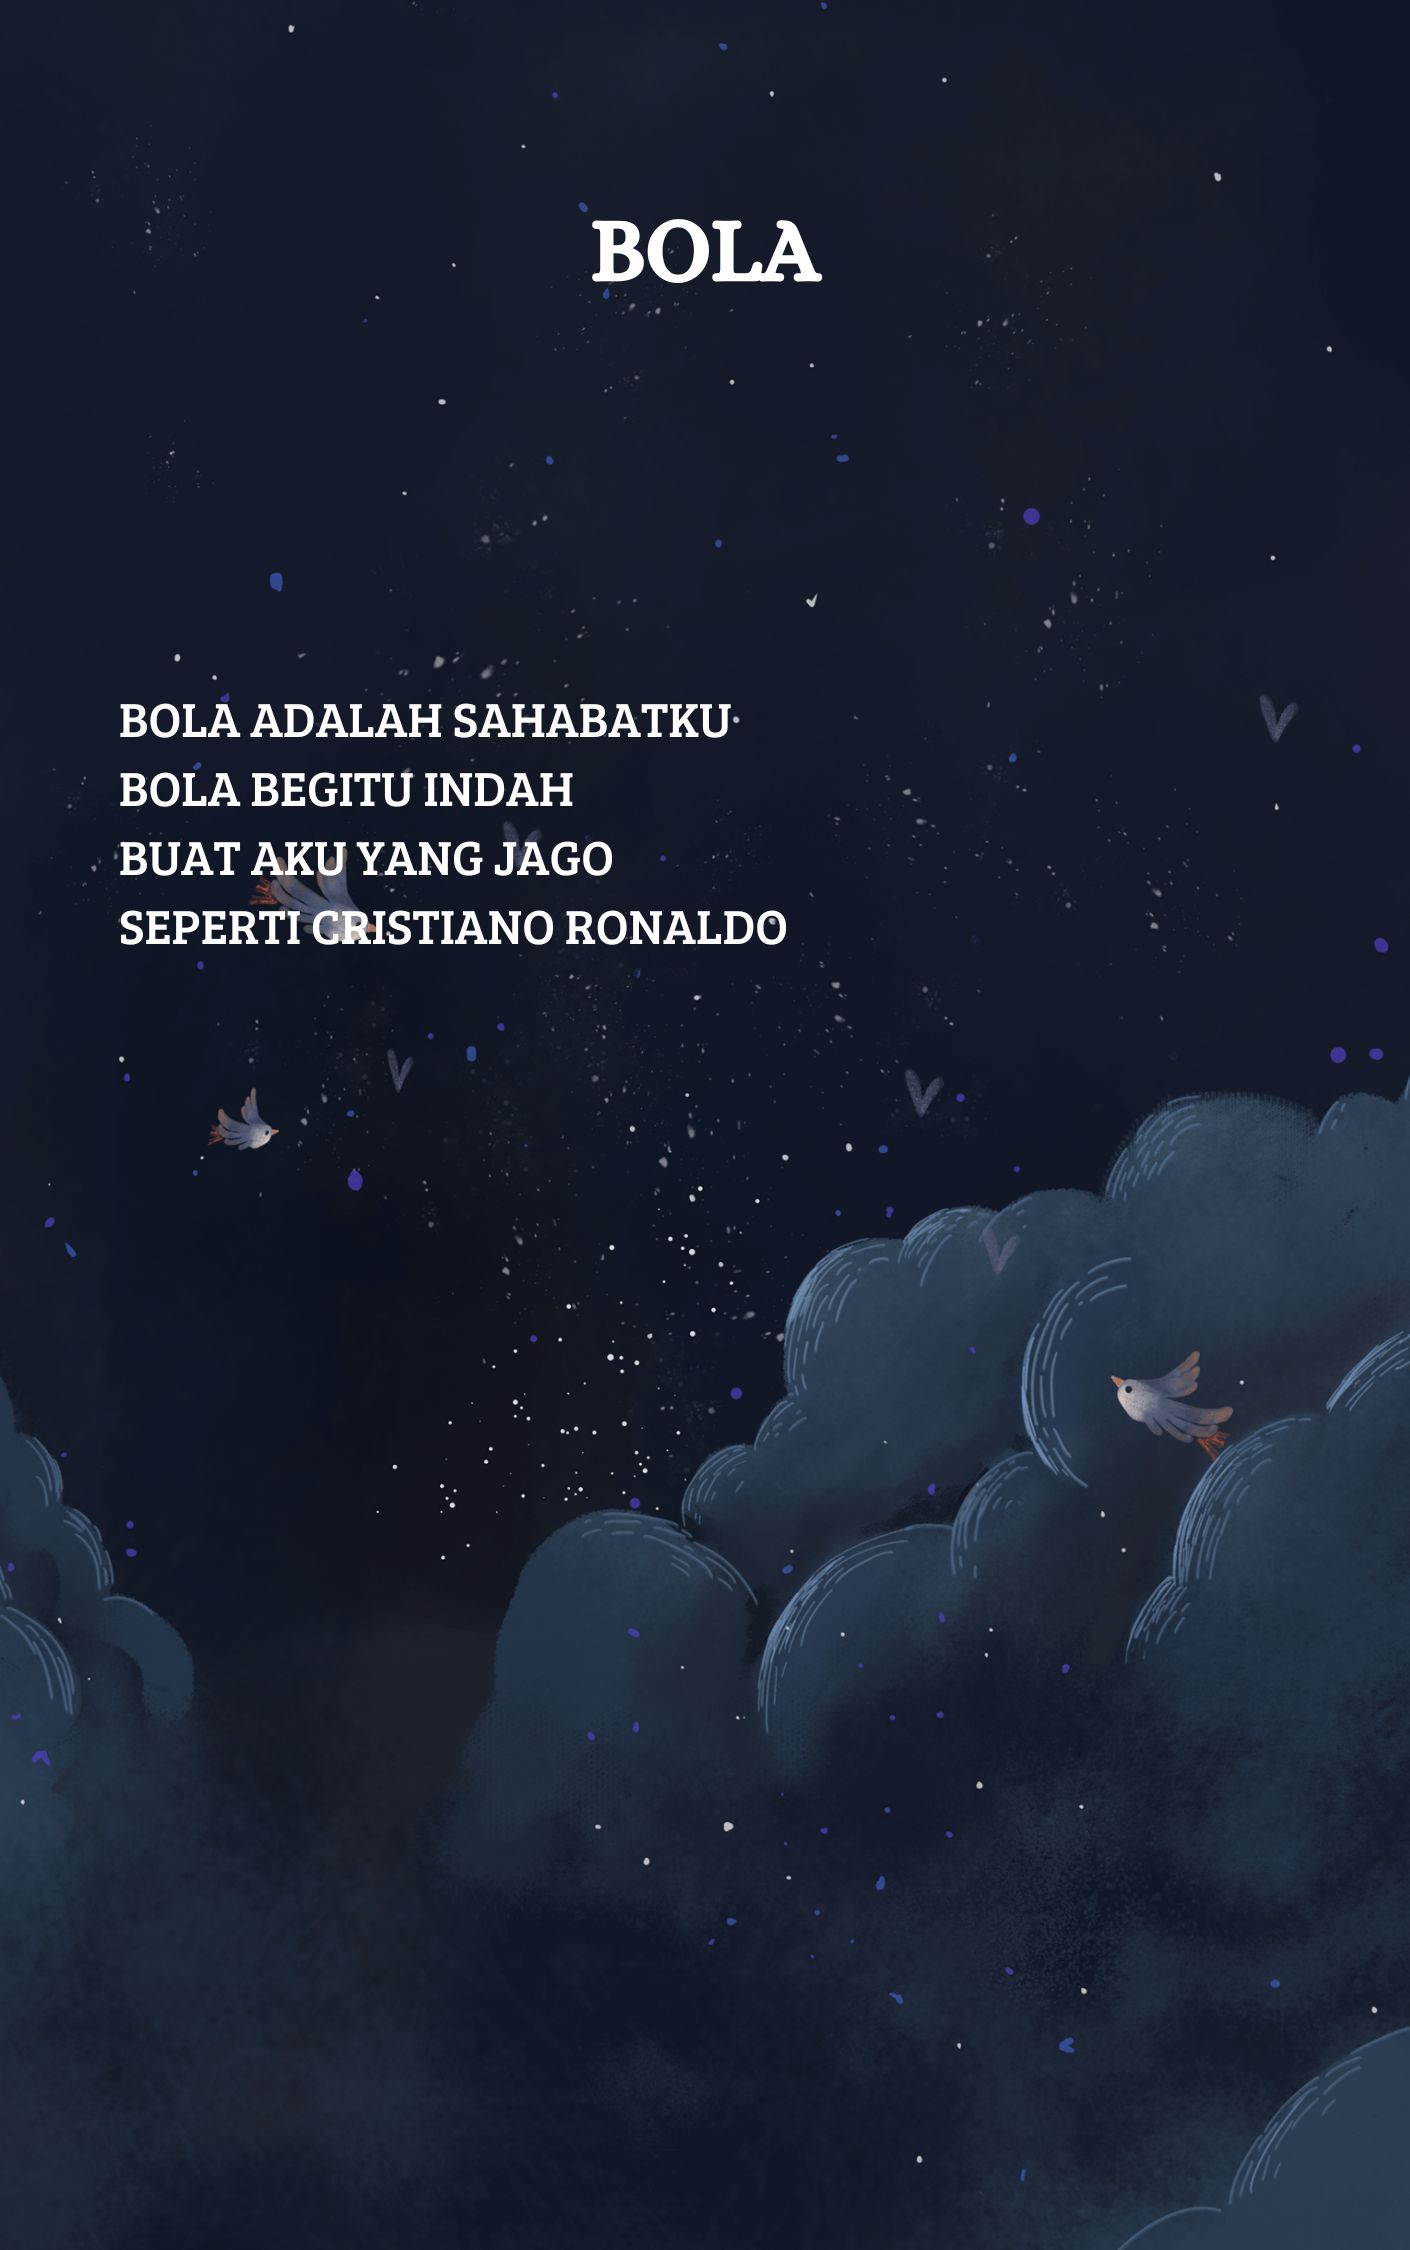 BOLA
BOLA ADALAH SAHABATKU
BOLA BEGITU INDAH
BUAT AKU YANG JAGO
SEPERTI CRISTIANO RONALDO